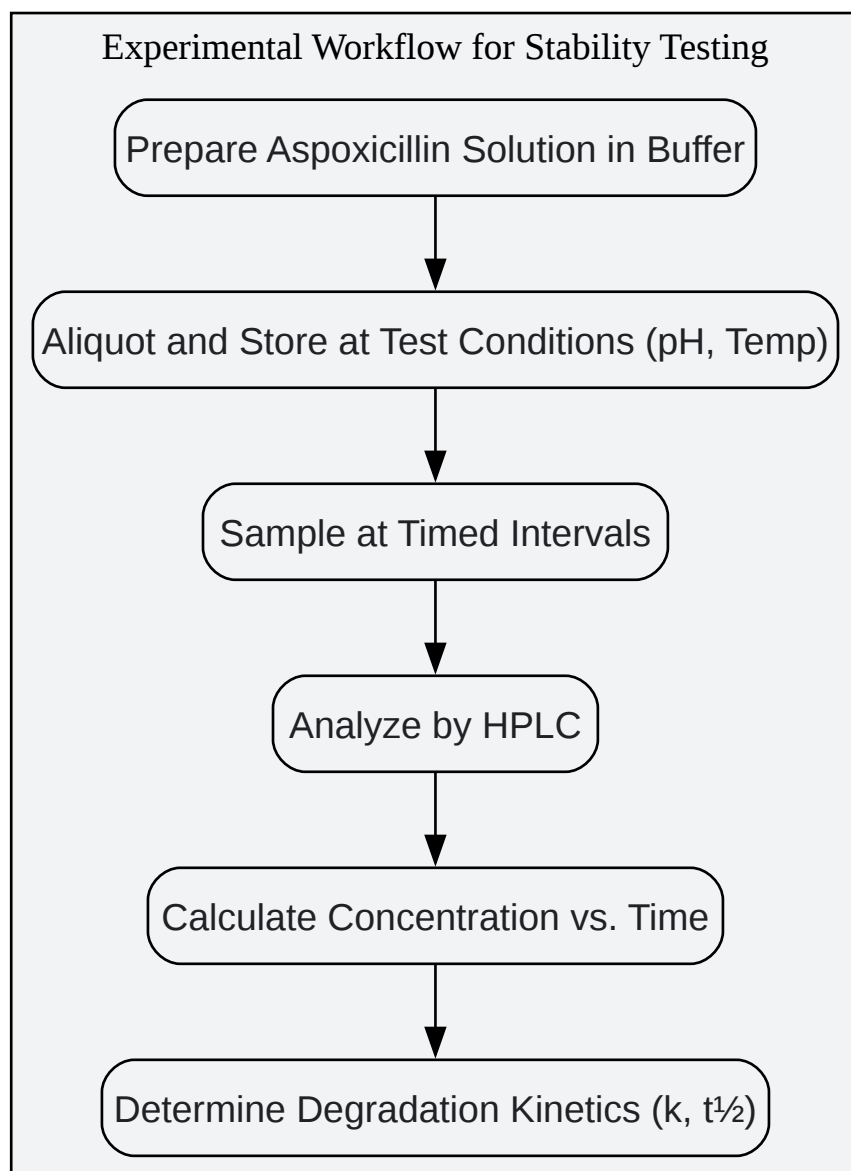 Experimental Workflow for Stability Testing
Prepare Aspoxicillin Solution in Buffer
Aliquot and Store at Test Conditions (pH, Temp)
Sample at Timed Intervals
Analyze by HPLC
Calculate Concentration vs. Time
Determine Degradation Kinetics (k, t½)